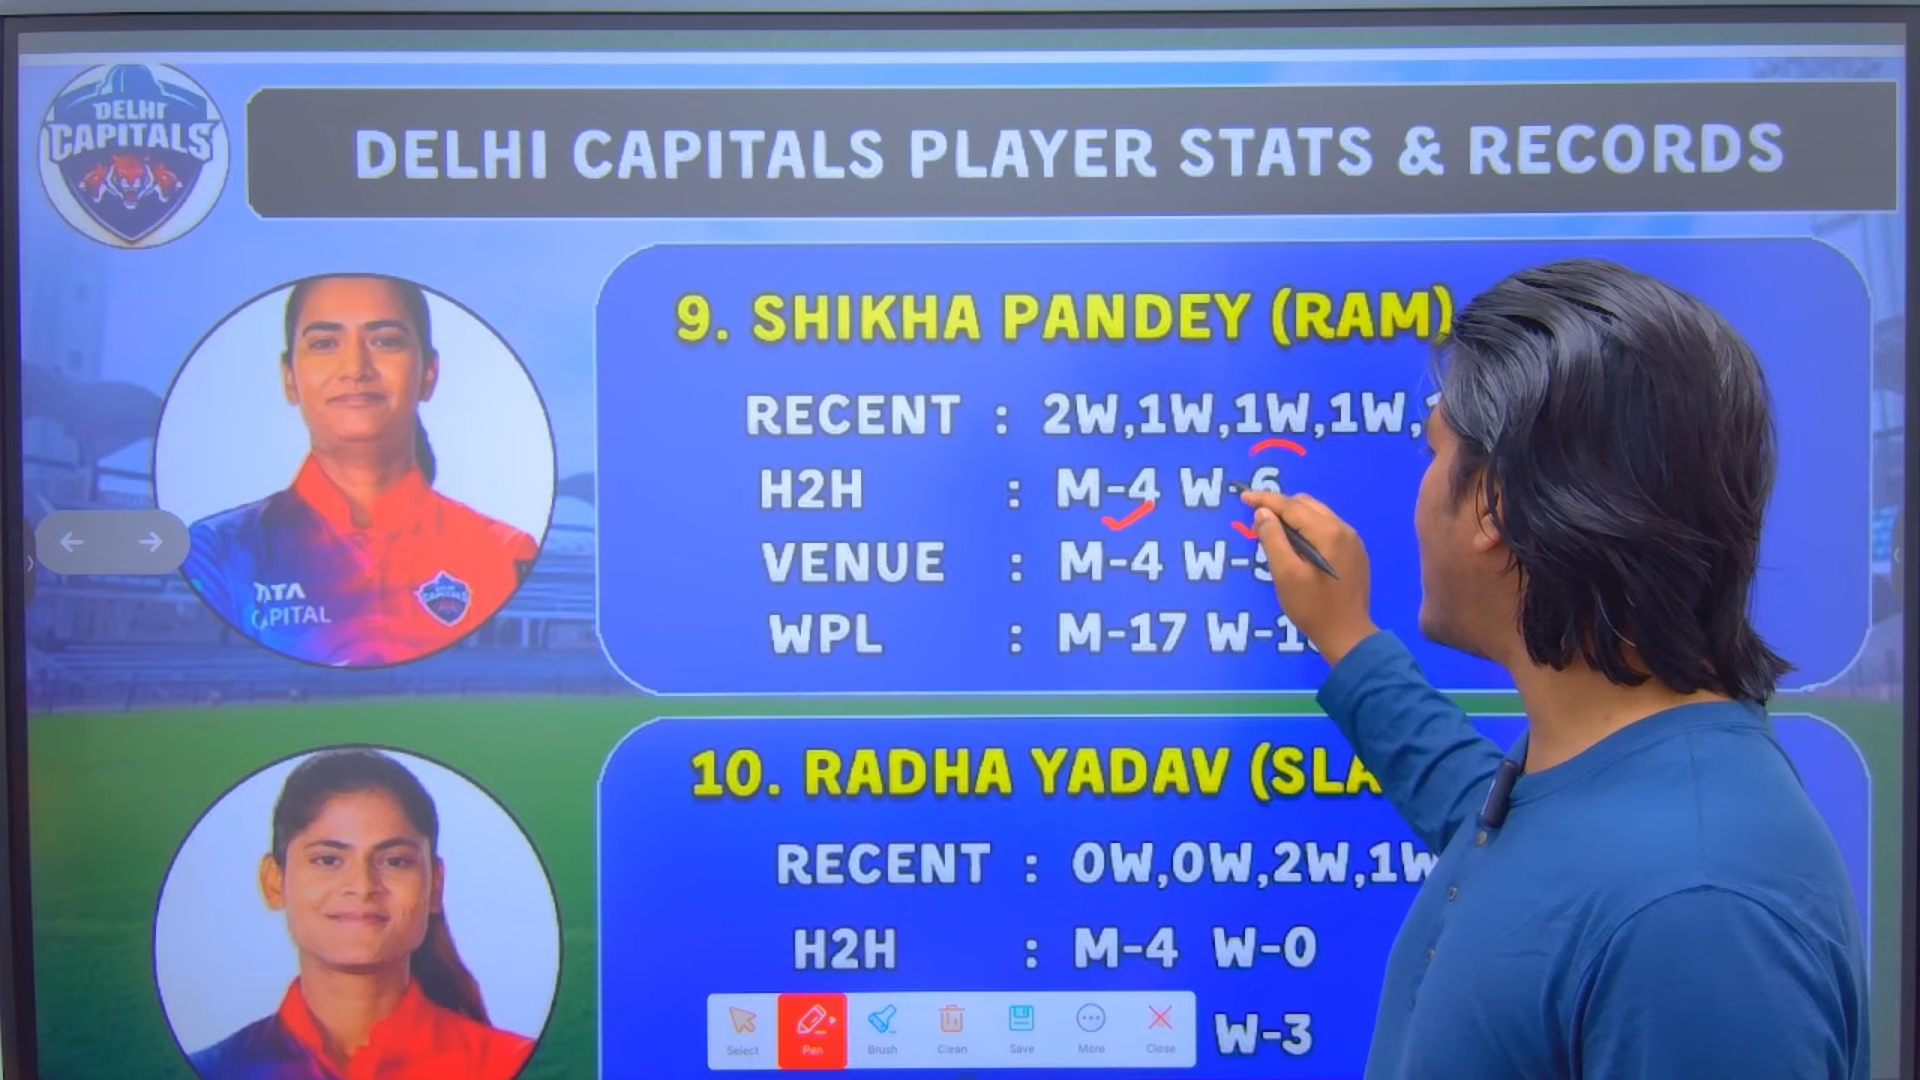 DELHI
CAPITALS
DELHI CAPITALS PLAYER STATS & RECORDS
9. SHIKHA PANDEY (RAM)
RECENT : 2W,1W,1W,1W,
H2H : M-4 W-6
VENUE : M-4 W-5
WPL : M-17 W-1
TATA
CAPITAL
10. RADHA YADAV (SLA
RECENT : 0W,0W,2W,1W
H2H : M-4 W-0
W-3
Select
Pen
Brush
Clean
Save
More
Close